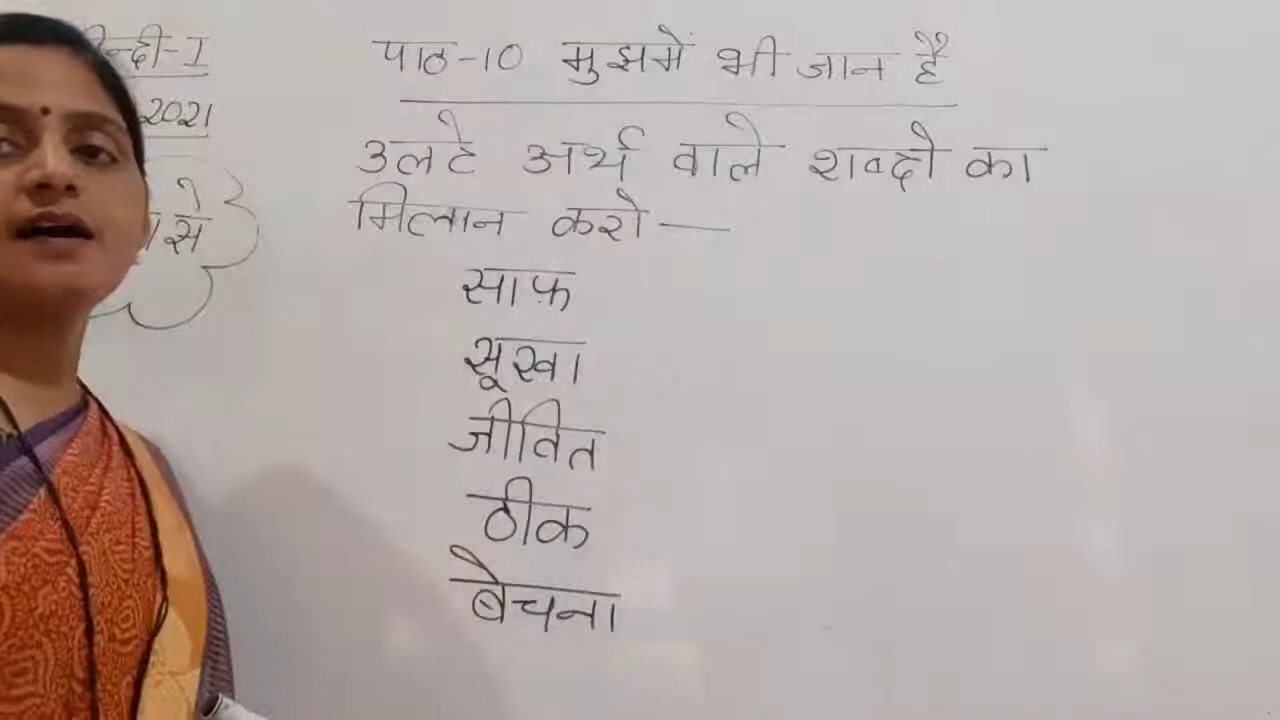 न्दी-I
2021
से
पाठ-10 मुझमें भी जान है
उलटे अर्थ वाले शब्दो का
मिलान करो—
साफ़
सूखा
जीवित
ठीक
बेचना